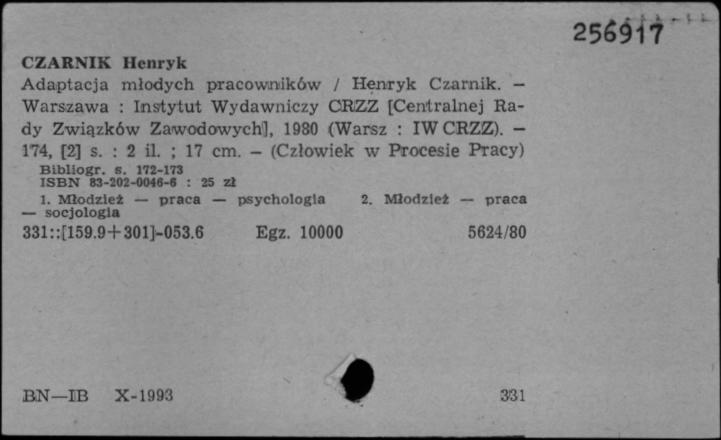 256917
CZARNIK Henryk
Adaptacja młodych pracowników / Henryk Czarnik. —
Warszawa : Instytut Wydawniczy CRZZ [Centralnej Ra-
dy Związków Zawodowych], 1980 (Warsz : IW CRZZ). —
174, [2] s. : 2 il. ; 17 cm. — (Człowiek w Procesie Pracy)
Bibliogr. s. 172-173
ISBN 83-202-0046-6 : 25 zł
1. Młodzież — praca — psychologia 2. Młodzież — praca
— socjologia
331::[159.9+301]-053.6 Egz. 10000 5624/80
BN—IB X-1993 331